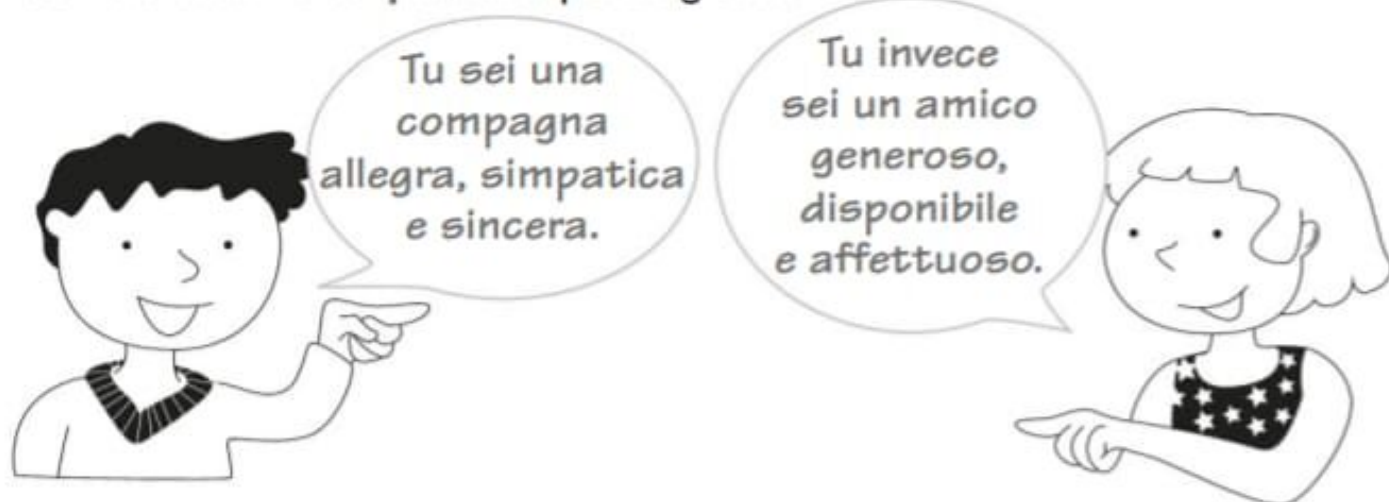 Tu sei una
compagna
allegra, simpatica
e sincera.
Tu invece
sei un amico
generoso,
disponibile
e affettuoso.